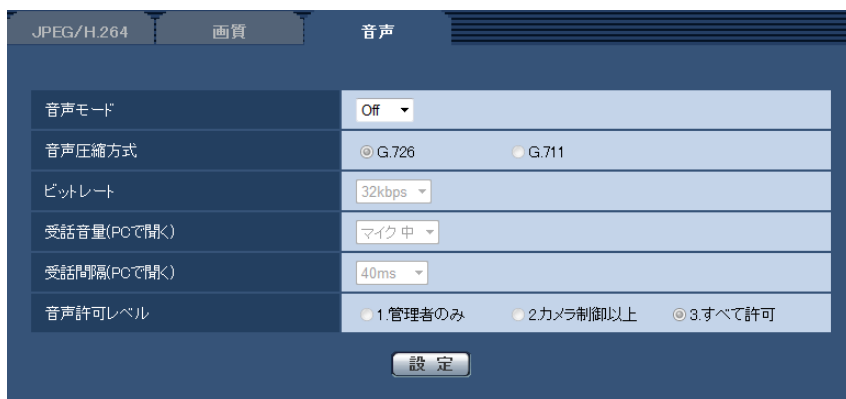 JPEG/H.264 画質 音声
音声モード Off
音声圧縮方式 G.726 G.711
ビットレート 32kbps
受話音量(PCで聞く) マイク 中
受話間隔(PCで聞く) 40ms
音声許可レベル 1.管理者のみ 2.カメラ制御以上 3.すべて許可
設 定